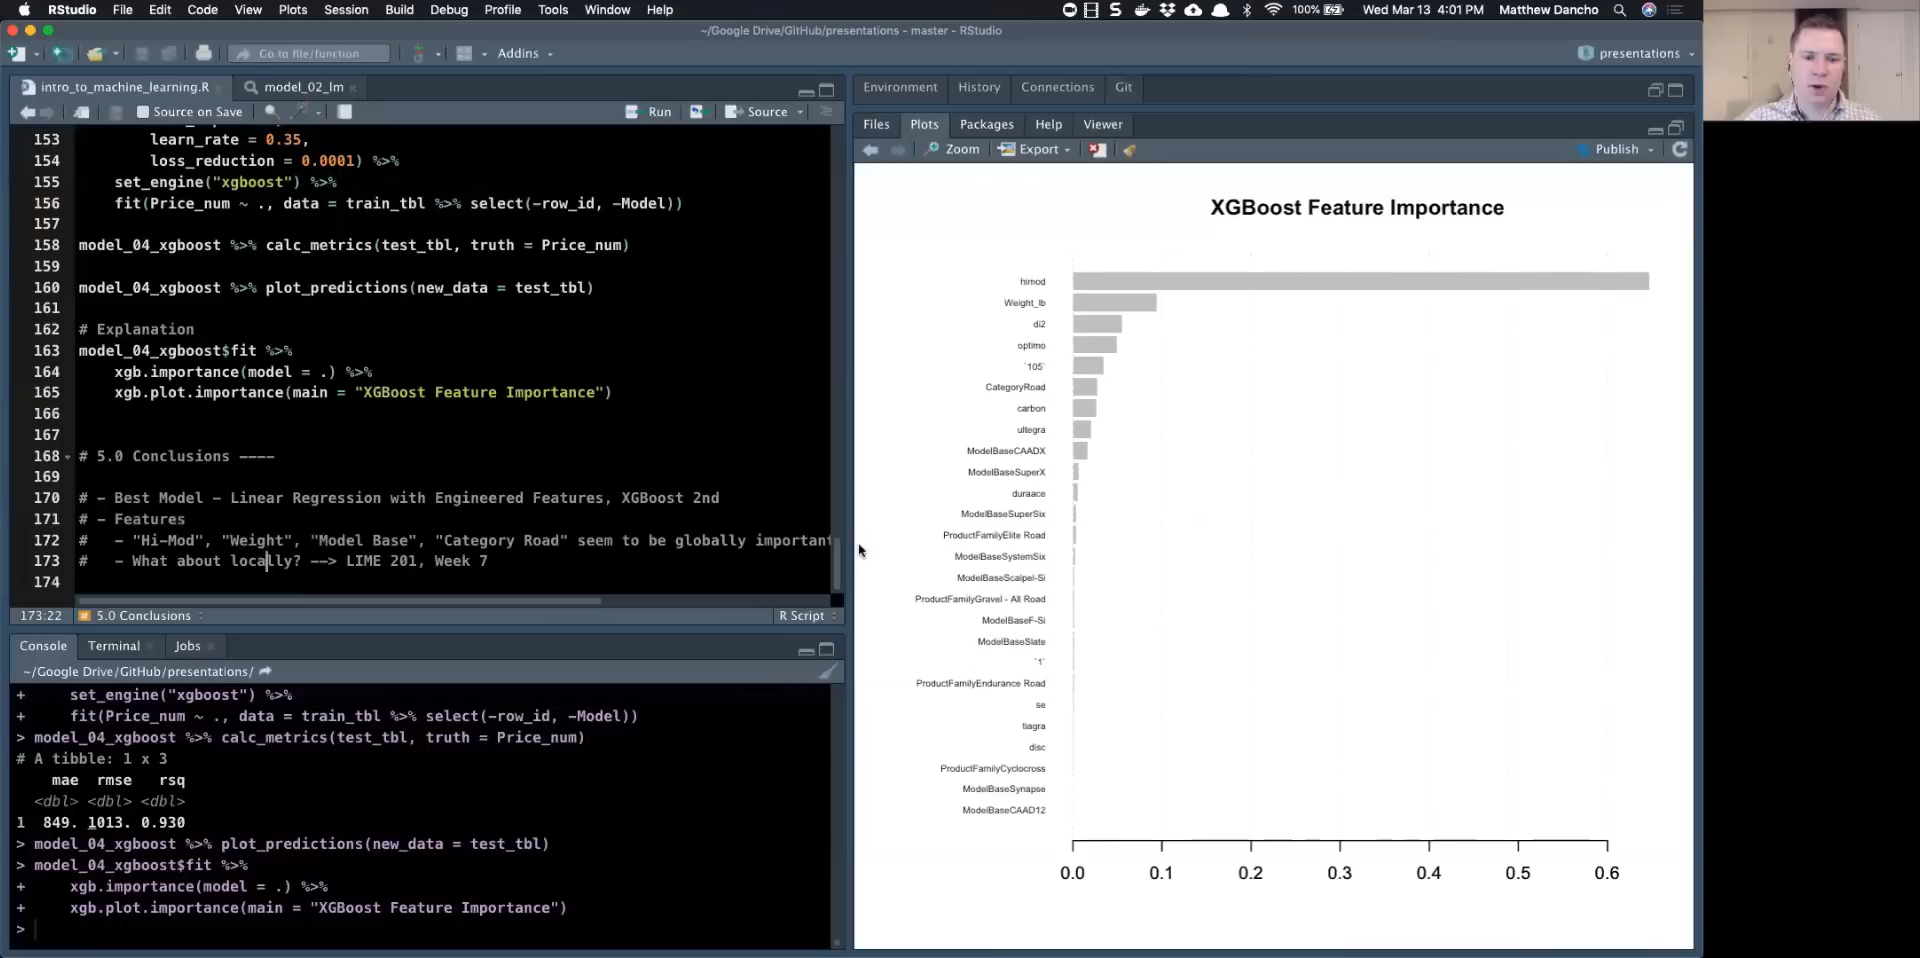 RStudio File Edit Code View Plots Session Build Debug Profile Tools Window Help 100% Wed Mar 13 4:01 PM Matthew Dancho
~/Google Drive/GitHub/presentations - master - RStudio
Go to file/function Addins presentations
intro_to_machine_learning.R model_02_lm
Source on Save Run Source
153 learn_rate = 0.35,
154 loss_reduction = 0.0001) %>%
155 set_engine("xgboost") %>%
156 fit(Price_num ~ ., data = train_tbl %>% select(-row_id, -Model))
157
158 model_04_xgboost %>% calc_metrics(test_tbl, truth = Price_num)
159
160 model_04_xgboost %>% plot_predictions(new_data = test_tbl)
161
162 # Explanation
163 model_04_xgboost$fit %>%
164 xgb.importance(model = .) %>%
165 xgb.plot.importance(main = "XGBoost Feature Importance")
166
167
168 # 5.0 Conclusions ----
169
170 # - Best Model - Linear Regression with Engineered Features, XGBoost 2nd
171 # - Features
172 # - "Hi-Mod", "Weight", "Model Base", "Category Road" seem to be globally important
173 # - What about locally? --> LIME 201, Week 7
174
173:22 5.0 Conclusions R Script
Console Terminal Jobs
~/Google Drive/GitHub/presentations/
+ set_engine("xgboost") %>%
+ fit(Price_num ~ ., data = train_tbl %>% select(-row_id, -Model))
> model_04_xgboost %>% calc_metrics(test_tbl, truth = Price_num)
# A tibble: 1 x 3
mae rmse rsq
<dbl> <dbl> <dbl>
1 849. 1013. 0.930
> model_04_xgboost %>% plot_predictions(new_data = test_tbl)
> model_04_xgboost$fit %>%
+ xgb.importance(model = .) %>%
+ xgb.plot.importance(main = "XGBoost Feature Importance")
>
Environment History Connections Git
Files Plots Packages Help Viewer
Zoom Export Publish
XGBoost Feature Importance
himod
Weight_lb
di2
optimo
`105`
CategoryRoad
carbon
ultegra
ModelBaseCAADX
ModelBaseSuperX
duraace
ModelBaseSuperSix
ProductFamilyElite Road
ModelBaseSystemSix
ModelBaseScalpel-Si
ProductFamilyGravel - All Road
ModelBaseF-Si
ModelBaseSlate
`1`
ProductFamilyEndurance Road
se
tiagra
disc
ProductFamilyCyclocross
ModelBaseSynapse
ModelBaseCAAD12
0.0 0.1 0.2 0.3 0.4 0.5 0.6